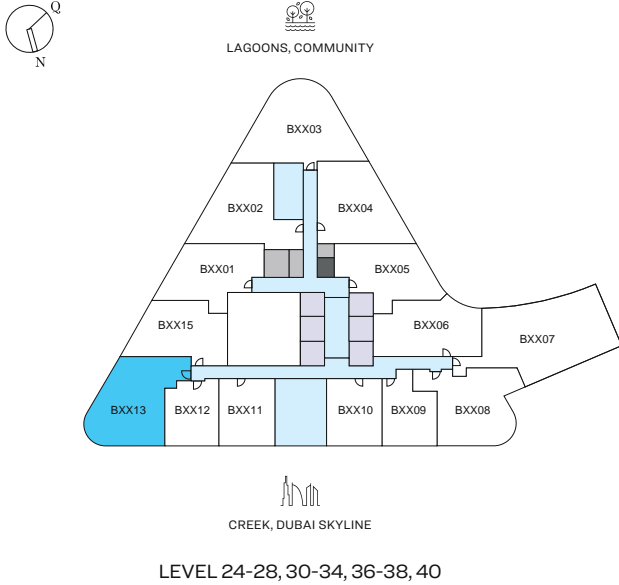 Q
N
LAGOONS, COMMUNITY
BXX03
BXX02
BXX04
BXX01
BXX05
BXX15
BXX06
BXX07
BXX13
BXX12
BXX11
BXX10
BXX09
BXX08
CREEK, DUBAI SKYLINE
LEVEL 24-28, 30-34, 36-38, 40